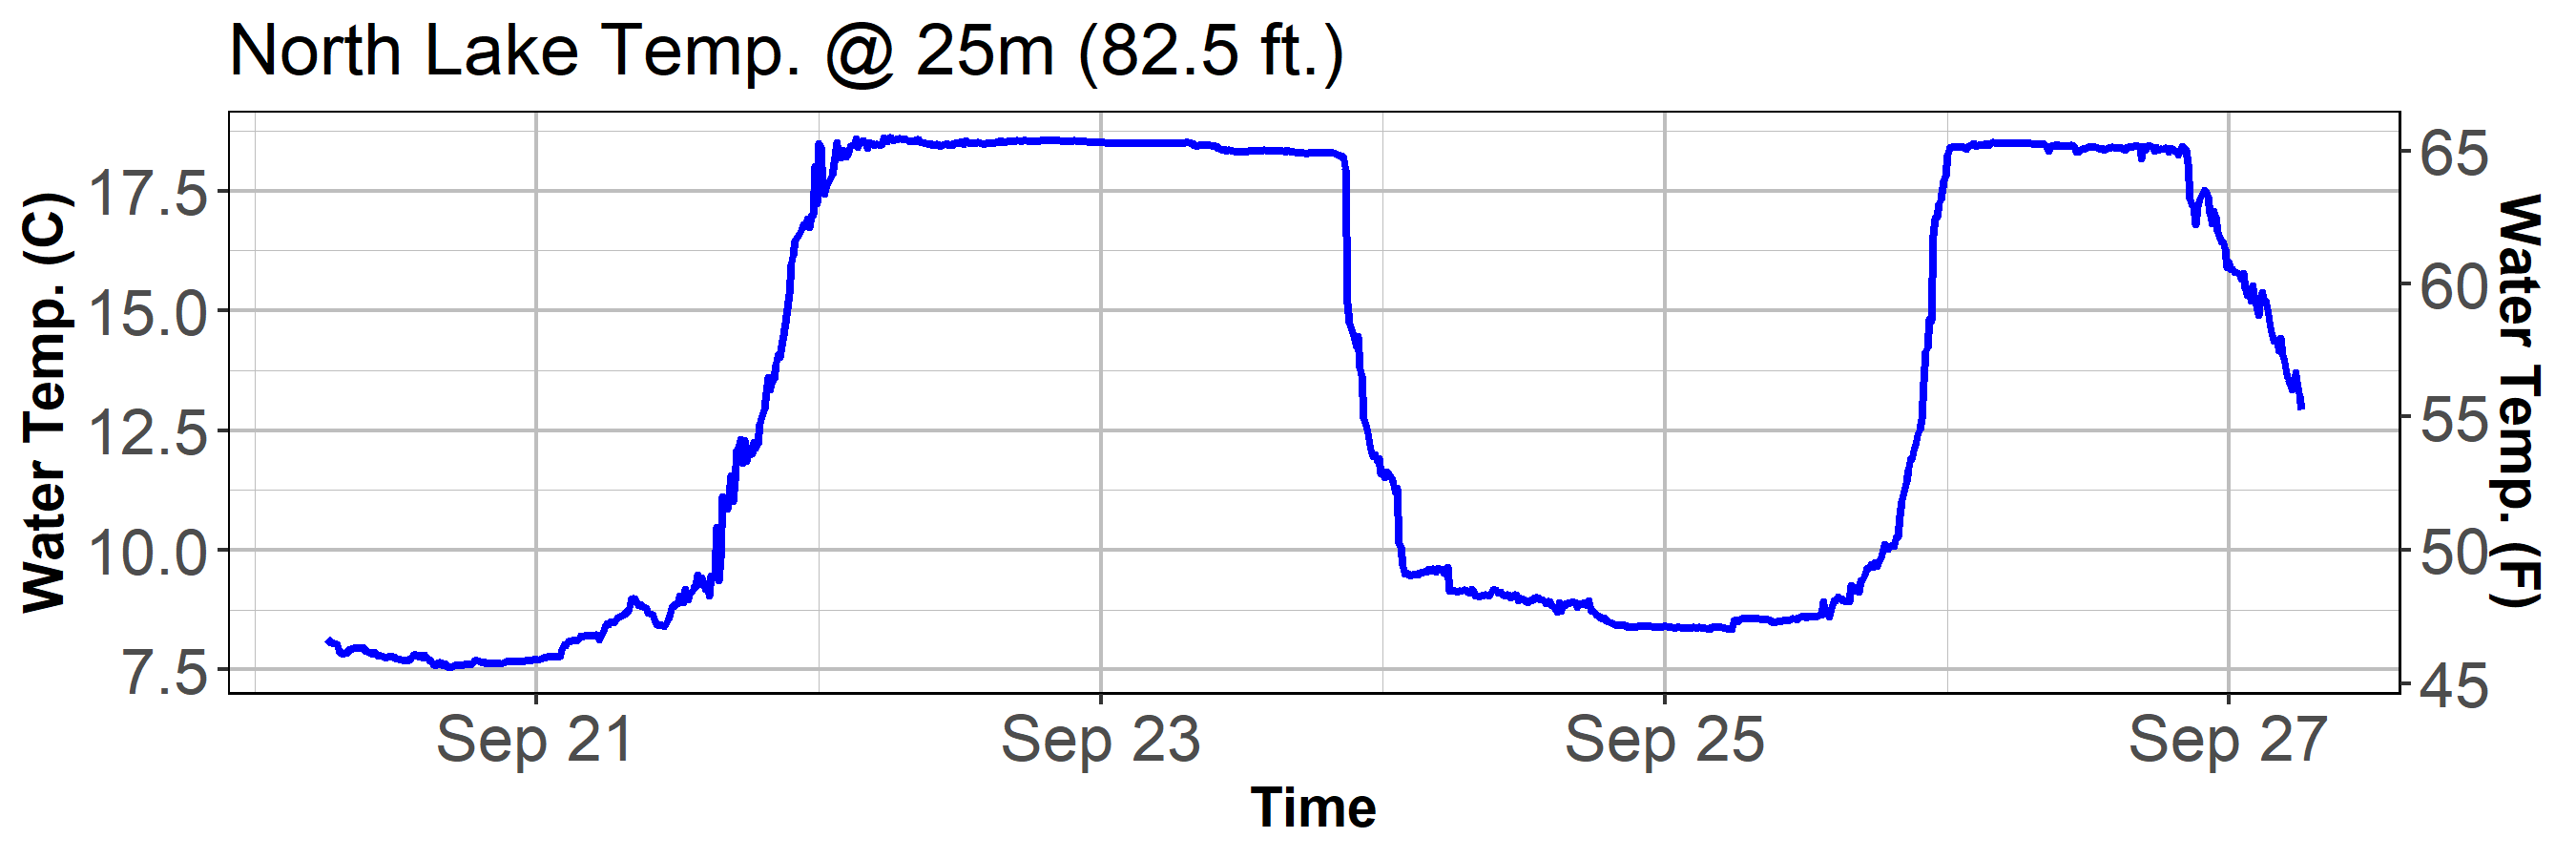 North Lake Temp. @ 25m (82.5 ft.)
Water Temp. (C)
17.5
15.0
12.5
10.0
7.5
65
60
55
50
45
Water Temp. (F)
Sep 21 Sep 23 Sep 25 Sep 27
Time